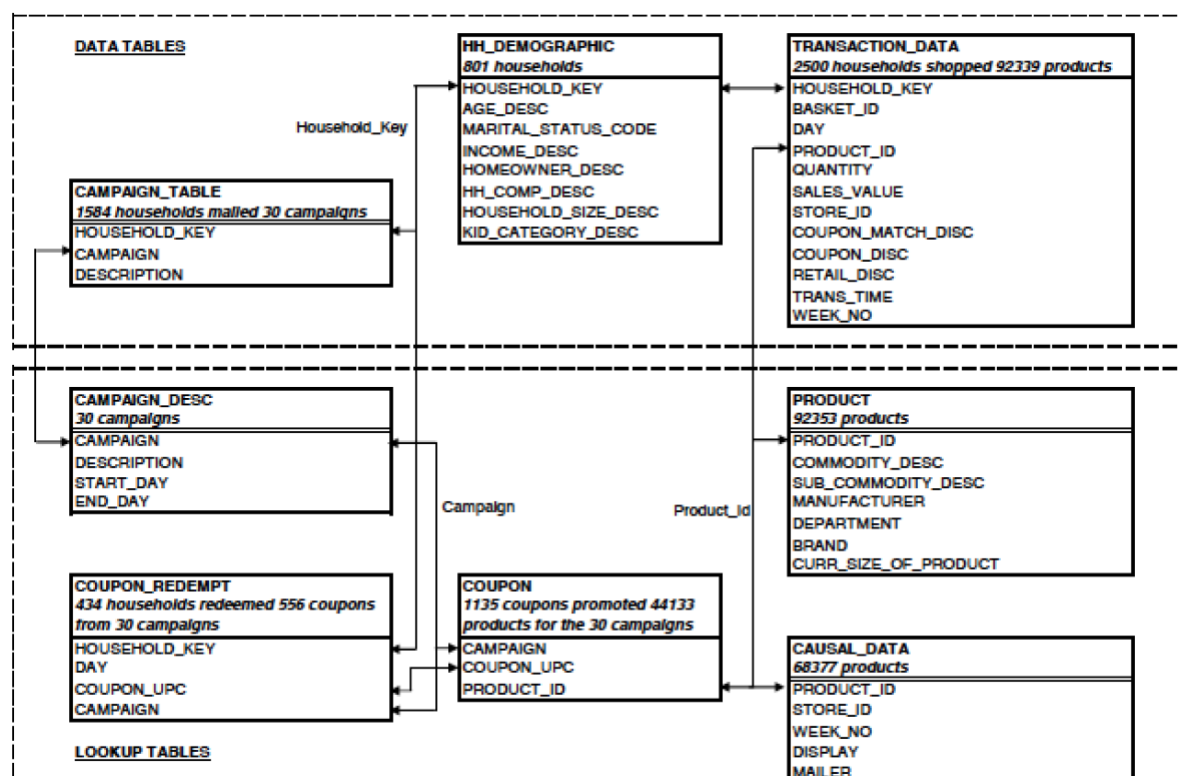 DATA TABLES
HH_DEMOGRAPHIC
801 households
HOUSEHOLD_KEY
AGE_DESC
MARITAL_STATUS_CODE
INCOME_DESC
HOMEOWNER_DESC
HH_COMP_DESC
HOUSEHOLD_SIZE_DESC
KID_CATEGORY_DESC
TRANSACTION_DATA
2500 households shopped 92339 products
HOUSEHOLD_KEY
BASKET_ID
DAY
PRODUCT_ID
QUANTITY
SALES_VALUE
STORE_ID
COUPON_MATCH_DISC
COUPON_DISC
RETAIL_DISC
TRANS_TIME
WEEK_NO
Household_Key
CAMPAIGN_TABLE
1584 households mailed 30 campaigns
HOUSEHOLD_KEY
CAMPAIGN
DESCRIPTION
CAMPAIGN_DESC
30 campaigns
CAMPAIGN
DESCRIPTION
START_DAY
END_DAY
Campaign
Product_Id
PRODUCT
92353 products
PRODUCT_ID
COMMODITY_DESC
SUB_COMMODITY_DESC
MANUFACTURER
DEPARTMENT
BRAND
CURR_SIZE_OF_PRODUCT
COUPON_REDEMPT
434 households redeemed 556 coupons
from 30 campaigns
HOUSEHOLD_KEY
DAY
COUPON_UPC
CAMPAIGN
COUPON
1135 coupons promoted 44133
products for the 30 campaigns
CAMPAIGN
COUPON_UPC
PRODUCT_ID
CAUSAL_DATA
68377 products
PRODUCT_ID
STORE_ID
WEEK_NO
DISPLAY
MAILER
LOOKUP TABLES